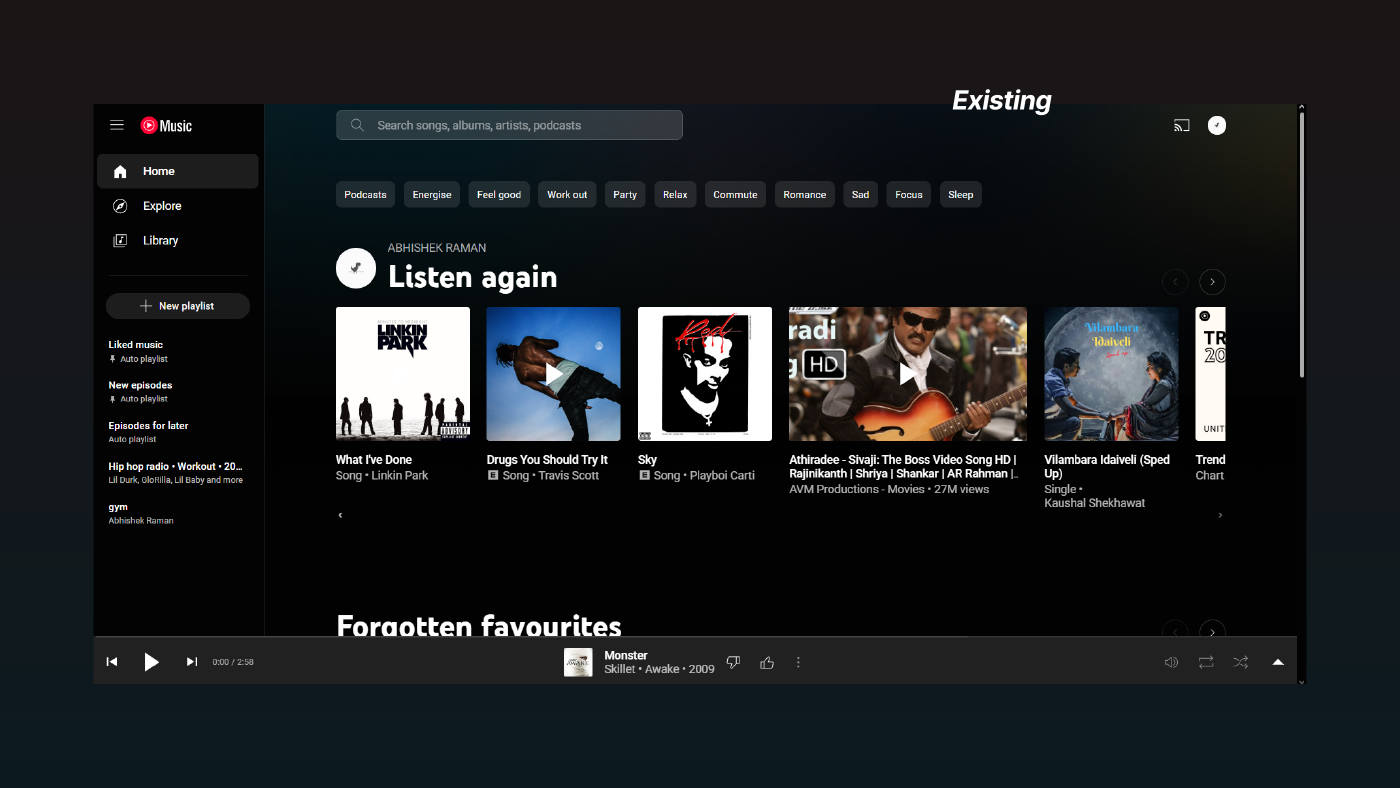 Existing
Music
Search songs, albums, artists, podcasts
Home
Explore
Library
New playlist
Liked music
Auto playlist
New episodes
Auto playlist
Episodes for later
Auto playlist
Hip hop radio • Workout • 20...
Lil Durk, GloRilla, Lil Baby and more
gym
Abhishek Raman
Podcasts
Energise
Feel good
Work out
Party
Relax
Commute
Romance
Sad
Focus
Sleep
ABHISHEK RAMAN
Listen again
LINKIN
PARK
What I've Done
Song • Linkin Park
Drugs You Should Try It
E Song • Travis Scott
Red
Sky
E Song • Playboi Carti
radi
g HD
Athiradee - Sivaji: The Boss Video Song HD |
Rajinikanth | Shriya | Shankar | AR Rahman |...
AVM Productions - Movies • 27M views
Vilambara
Idaiveli
Sped up
Vilambara Idaiveli (Sped
Up)
Single •
Kaushal Shekhawat
TR
20
UNIT
Trend
Chart
Forgotten favourites
0:00 / 2:58
AWAKE
Monster
Skillet • Awake • 2009